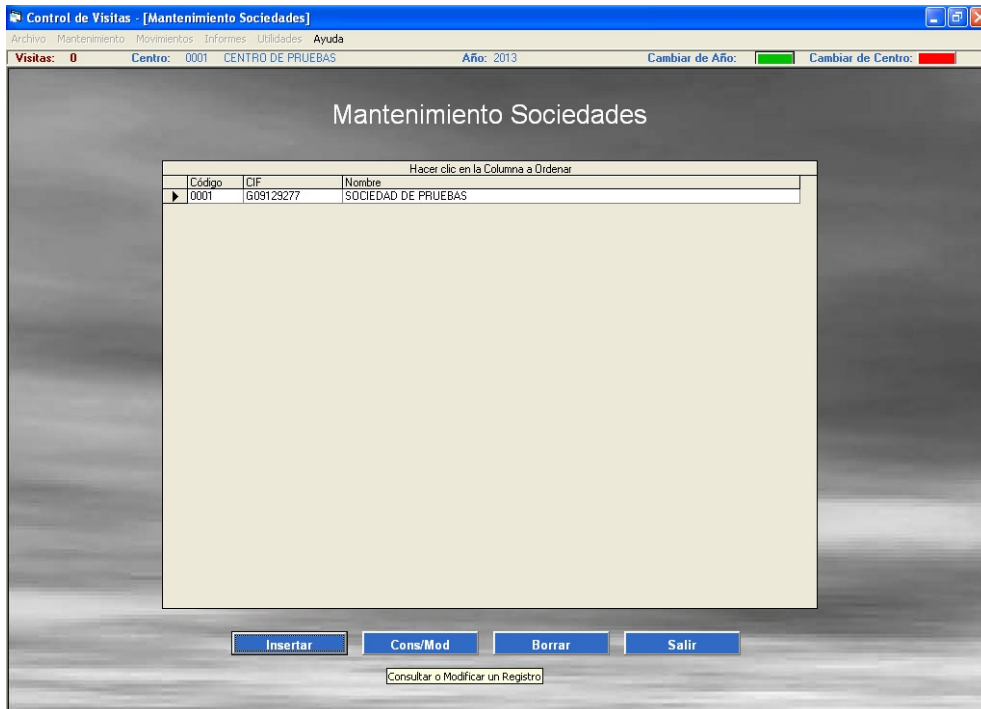 Control de Visitas - [Mantenimiento Sociedades]
Archivo Mantenimiento Movimientos Informes Utilidades Ayuda
Visitas: 0 Centro: 0001 CENTRO DE PRUEBAS Año: 2013 Cambiar de Año: Cambiar de Centro:
Mantenimiento Sociedades
Hacer clic en la Columna a Ordenar
Código CIF Nombre
0001 G09129277 SOCIEDAD DE PRUEBAS
Insertar Cons/Mod Borrar Salir
Consultar o Modificar un Registro